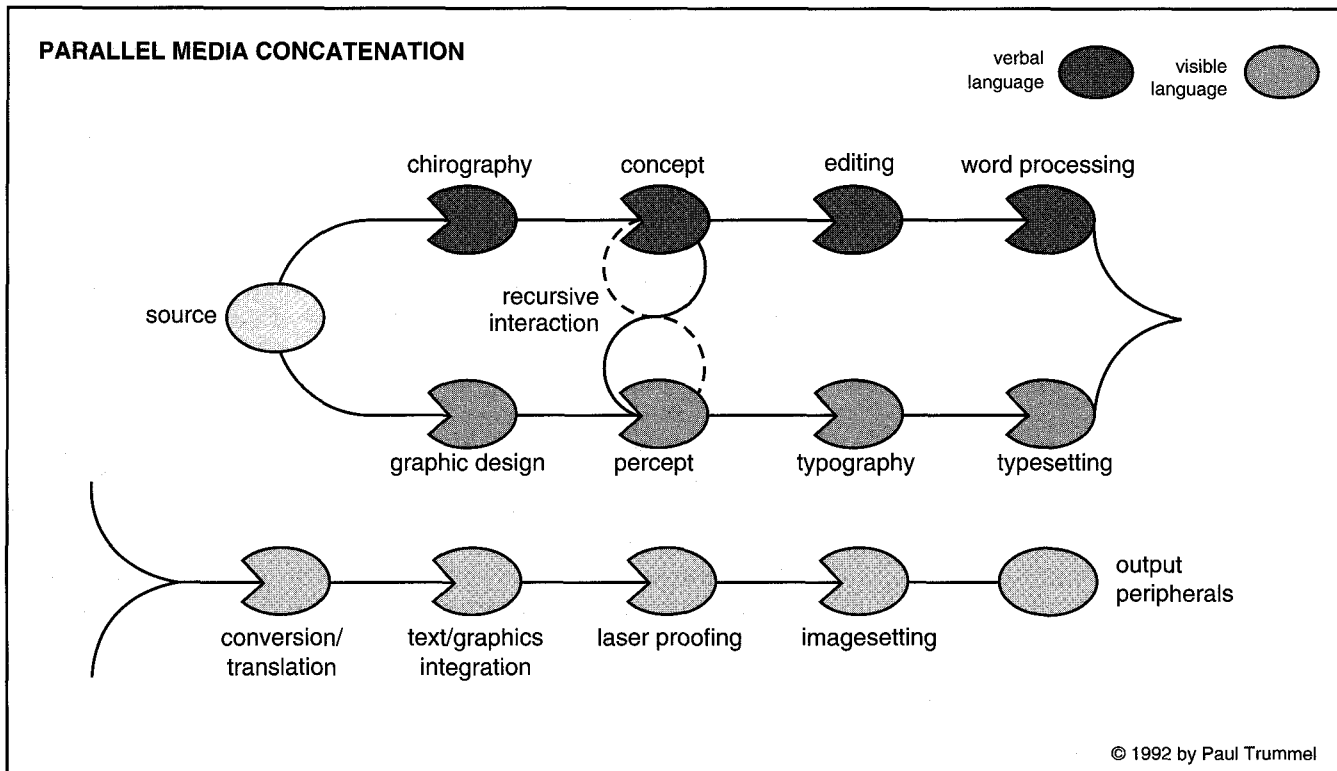 PARALLEL MEDIA CONCATENATION
verbal
language
visible
language
chirography
concept
editing
word processing
source
recursive
interaction
graphic design
percept
typography
typesetting
conversion/
translation
text/graphics
integration
laser proofing
imagesetting
output
peripherals
© 1992 by Paul Trummel